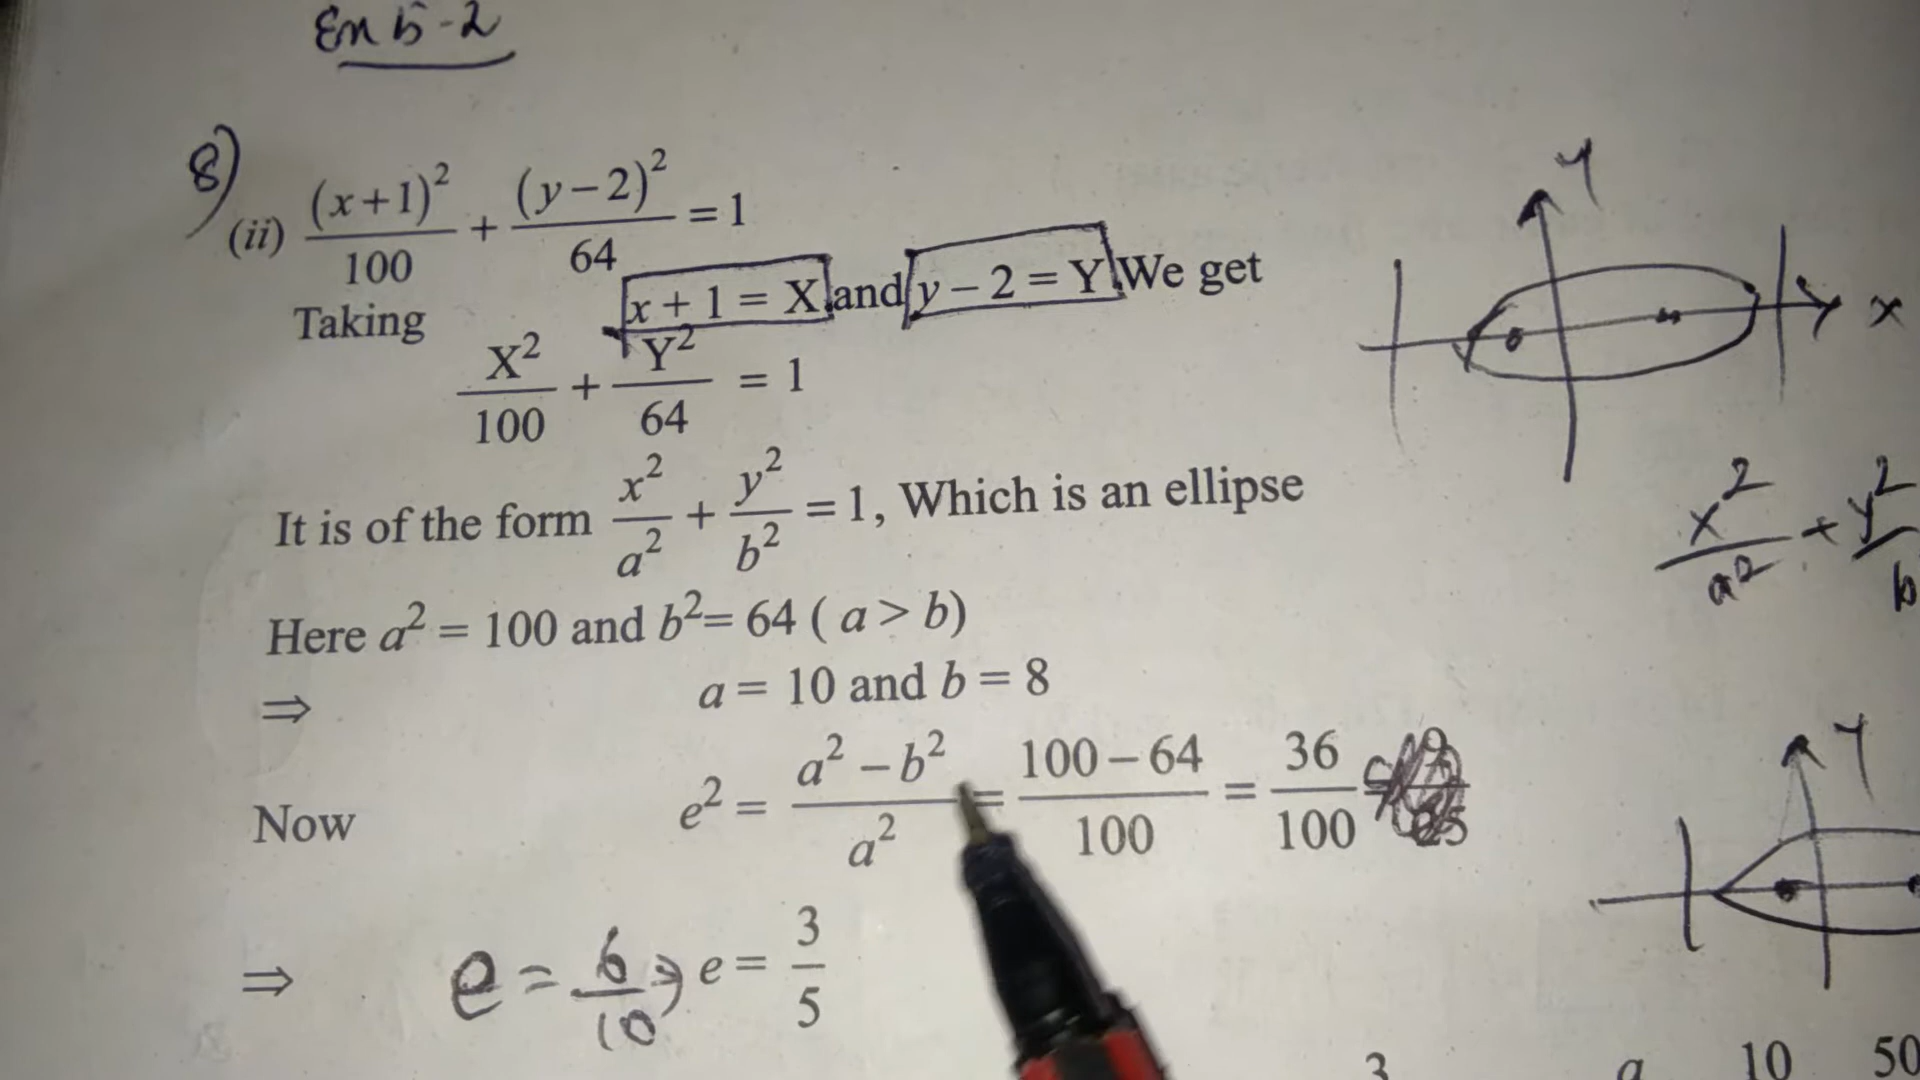 En 5-2
8)
(ii) (x+1)²/100 + (y−2)²/64 = 1
Taking x + 1 = X and y − 2 = Y We get
X²/100 + Y²/64 = 1
It is of the form x²/a² + y²/b² = 1, Which is an ellipse
Here a² = 100 and b² = 64 ( a > b)
⇒ a = 10 and b = 8
Now e² = (a² − b²)/a² = (100 − 64)/100 = 36/100
⇒ e = 6/10 ⇒ e = 3/5
3 a 10 50
y
x
x²/a² + y²/b
y